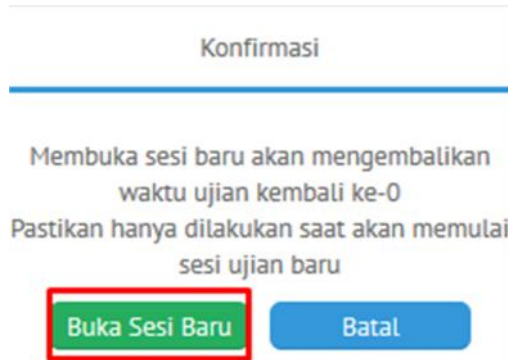 Konfirmasi
Membuka sesi baru akan mengembalikan
waktu ujian kembali ke-0
Pastikan hanya dilakukan saat akan memulai
sesi ujian baru
Buka Sesi Baru Batal